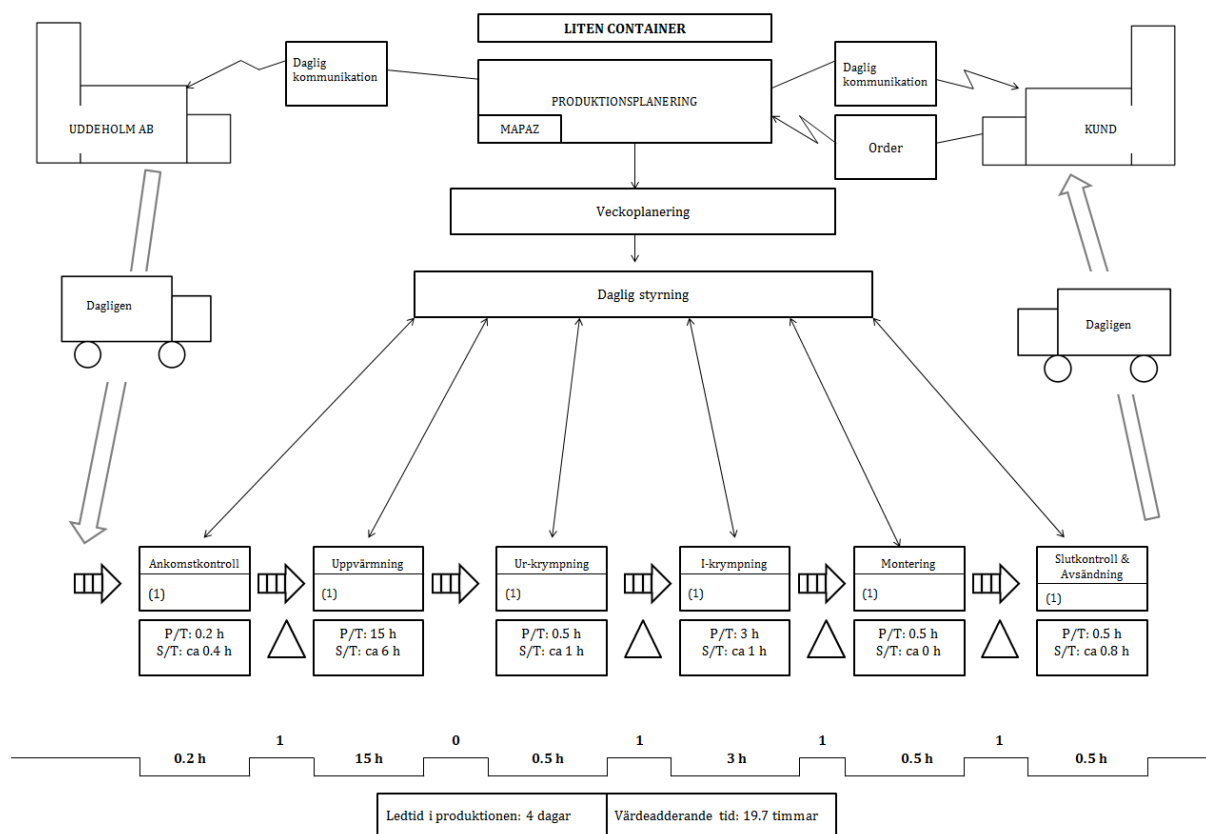 LITEN CONTAINER
Daglig
kommunikation
Daglig
kommunikation
PRODUKTIONSPLANERING
MAPAZ
UDDEHOLM AB
KUND
Order
Veckoplanering
Daglig styrning
Dagligen
Dagligen
Ankomstkontroll
(1)
P/T: 0.2 h
S/T: ca 0.4 h
Uppvärmning
(1)
P/T: 15 h
S/T: ca 6 h
Ur-krympning
(1)
P/T: 0.5 h
S/T: ca 1 h
I-krympning
(1)
P/T: 3 h
S/T: ca 1 h
Montering
(1)
P/T: 0.5 h
S/T: ca 0 h
Slutkontroll &
Avsändning
(1)
P/T: 0.5 h
S/T: ca 0.8 h
0.2 h
1
15 h
0
0.5 h
1
3 h
1
0.5 h
1
0.5 h
Ledtid i produktionen: 4 dagar
Värdeadderande tid: 19.7 timmar